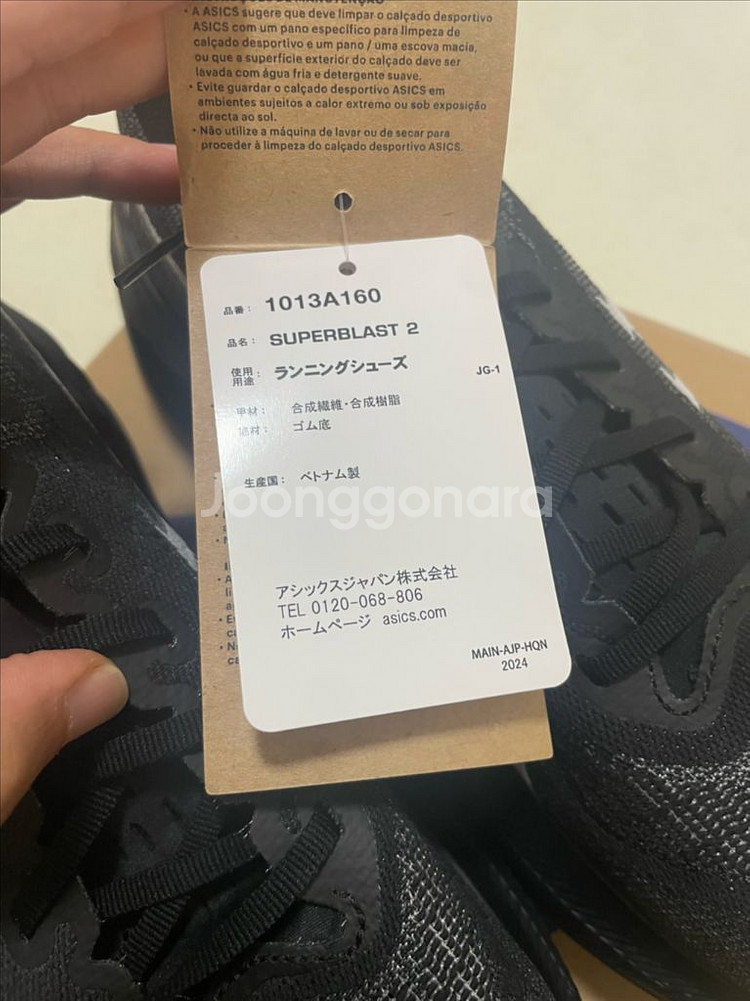 • A ASICS sugere que deve limpar o calçado desportivo
ASICS com um pano específico para limpeza de
calçado desportivo e um pano / uma escova macia,
ou que a superfície exterior do calçado deve ser
lavada com água fria e detergente suave.
• Evite guardar o calçado desportivo ASICS em
ambientes sujeitos a calor extremo ou sob exposição
directa ao sol.
• Não utilize a máquina de lavar ou de secar para
proceder à limpeza do calçado desportivo ASICS.
品番: 1013A160
品名: SUPERBLAST 2
使用用途: ランニングシューズ
JG-1
甲材: 合成繊維・合成樹脂
底材: ゴム底
生産国: ベトナム製
Joonggonara
アシックスジャパン株式会社
TEL 0120-068-806
ホームページ asics.com
MAIN-AJP-HQN
2024